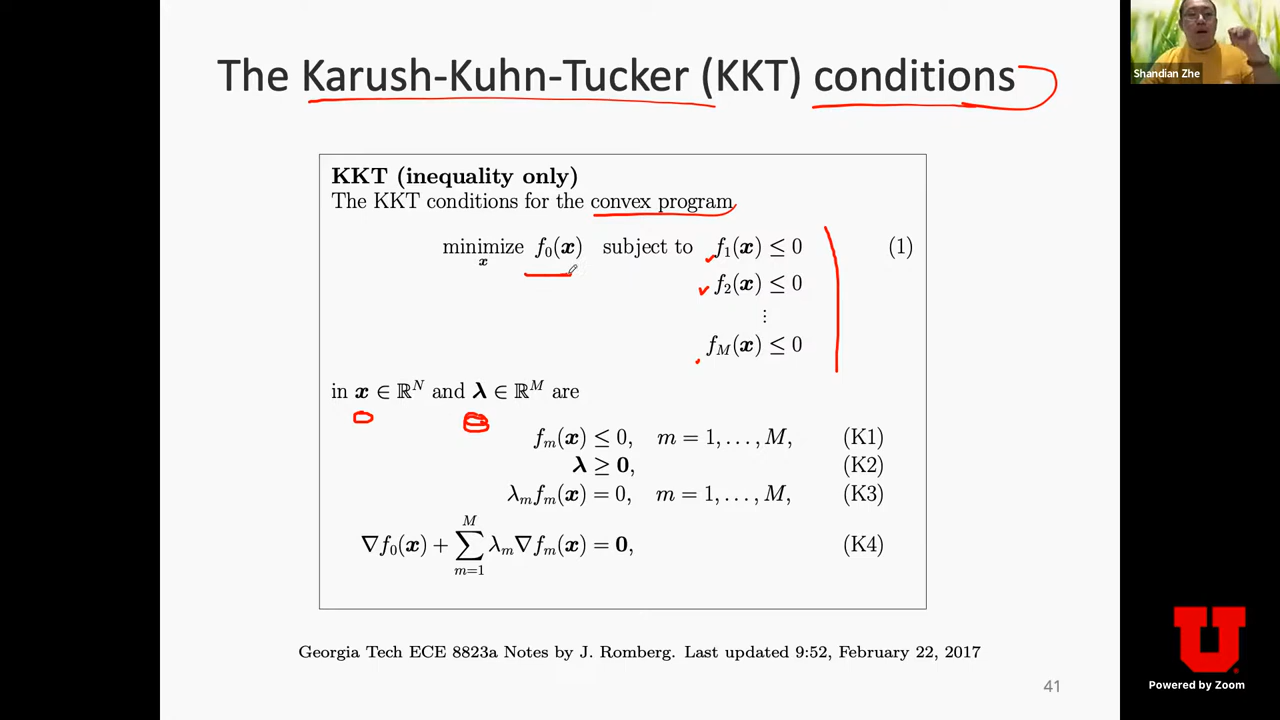 The Karush-Kuhn-Tucker (KKT) conditions
Shandian Zhe
KKT (inequality only)
The KKT conditions for the convex program
minimize f₀(x) subject to f₁(x) ≤ 0 (1)
x
f₂(x) ≤ 0
⋮
f_M(x) ≤ 0
in x ∈ ℝᴺ and λ ∈ ℝᴹ are
f_m(x) ≤ 0, m = 1, . . . , M, (K1)
λ ≥ 0, (K2)
λ_m f_m(x) = 0, m = 1, . . . , M, (K3)
∇f₀(x) + ∑_{m=1}^{M} λ_m ∇f_m(x) = 0, (K4)
Georgia Tech ECE 8823a Notes by J. Romberg. Last updated 9:52, February 22, 2017
41
U
Powered by Zoom